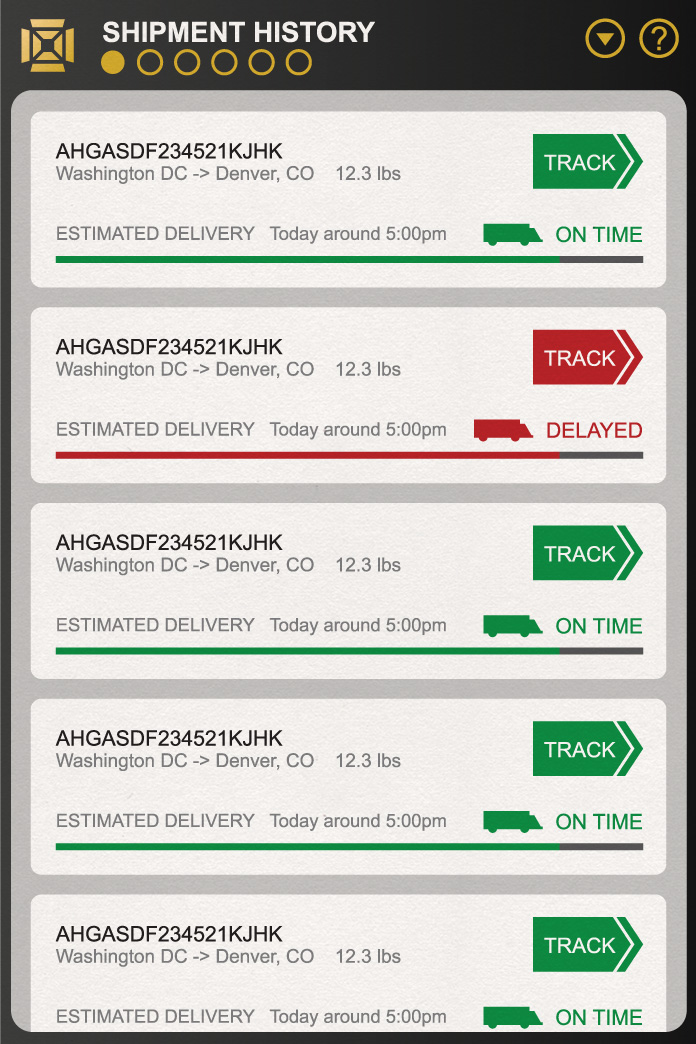 SHIPMENT HISTORY
?
AHGASDF234521KJHK
Washington DC -> Denver, CO 12.3 lbs
TRACK
ESTIMATED DELIVERY Today around 5:00pm ON TIME
AHGASDF234521KJHK
Washington DC -> Denver, CO 12.3 lbs
TRACK
ESTIMATED DELIVERY Today around 5:00pm DELAYED
AHGASDF234521KJHK
Washington DC -> Denver, CO 12.3 lbs
TRACK
ESTIMATED DELIVERY Today around 5:00pm ON TIME
AHGASDF234521KJHK
Washington DC -> Denver, CO 12.3 lbs
TRACK
ESTIMATED DELIVERY Today around 5:00pm ON TIME
AHGASDF234521KJHK
Washington DC -> Denver, CO 12.3 lbs
TRACK
ESTIMATED DELIVERY Today around 5:00pm ON TIME